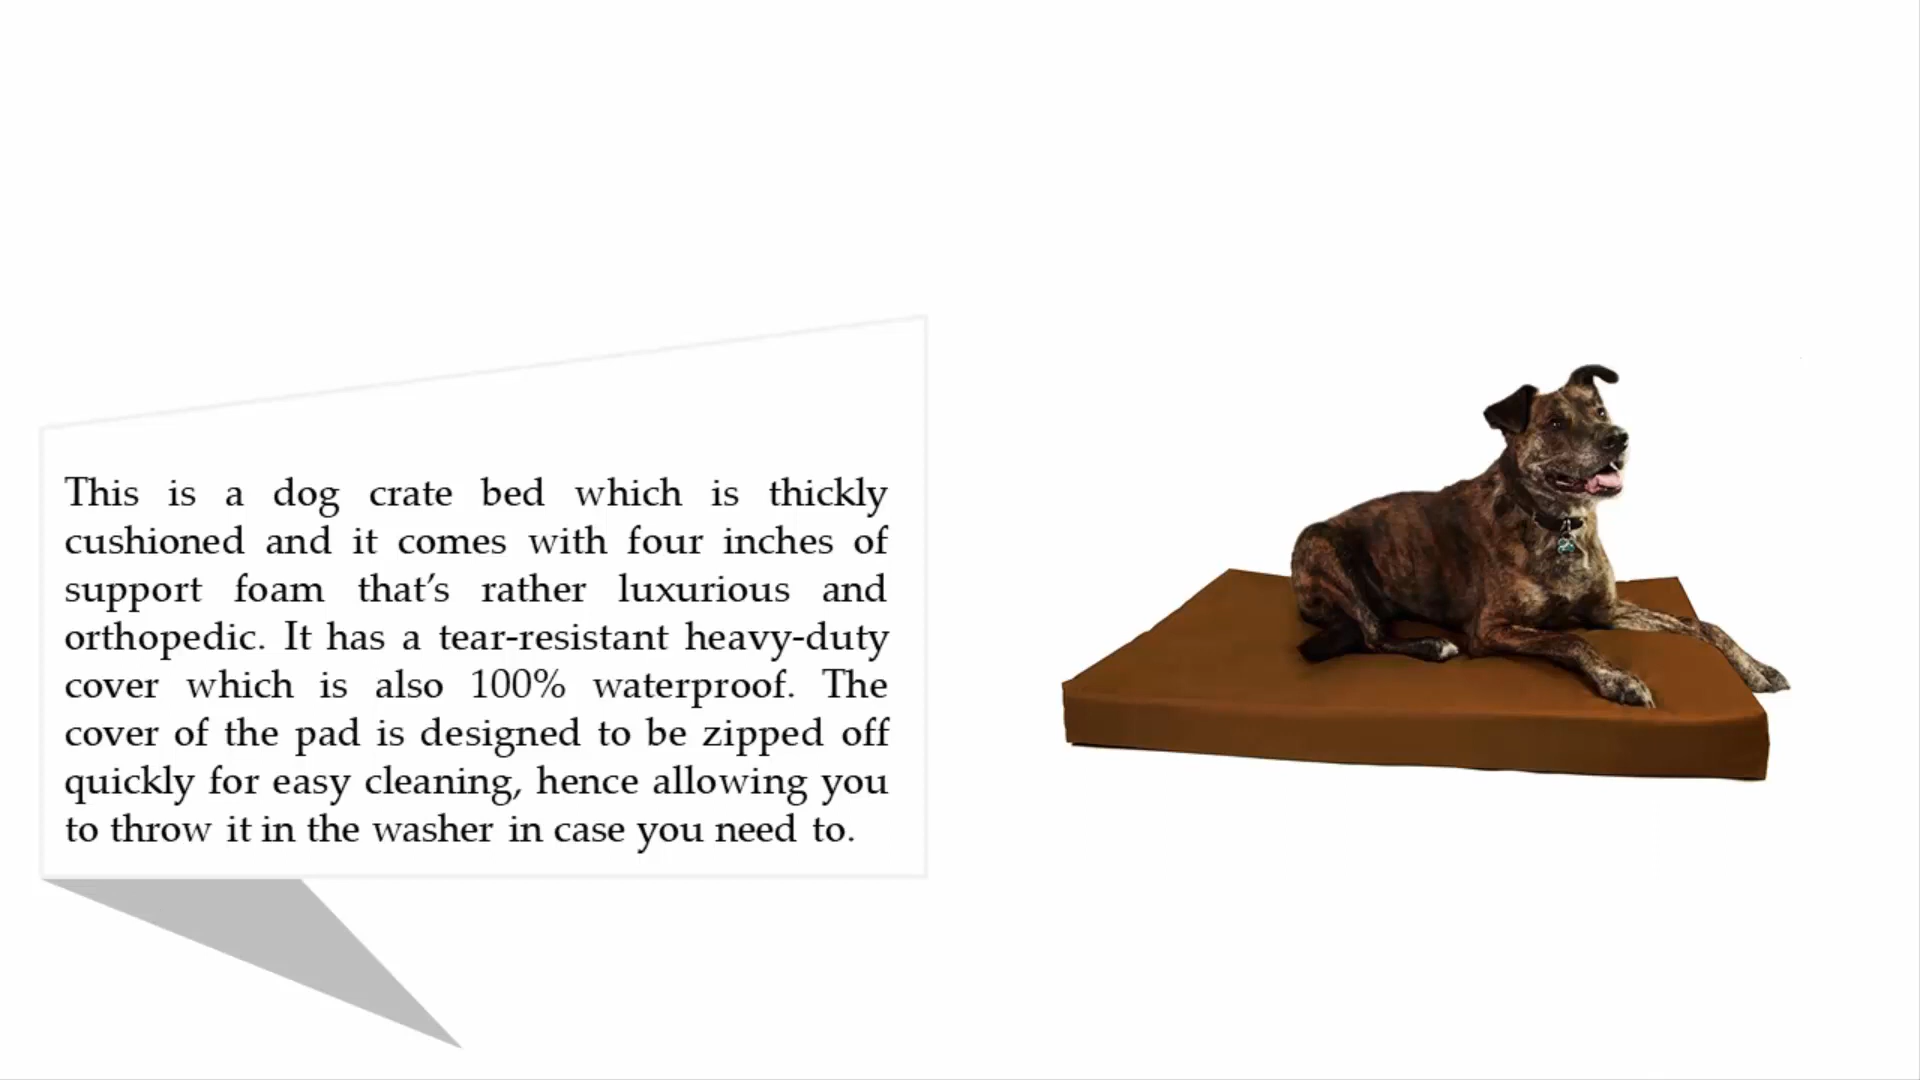 This is a dog crate bed which is thickly
cushioned and it comes with four inches of
support foam that’s rather luxurious and
orthopedic. It has a tear-resistant heavy-duty
cover which is also 100% waterproof. The
cover of the pad is designed to be zipped off
quickly for easy cleaning, hence allowing you
to throw it in the washer in case you need to.